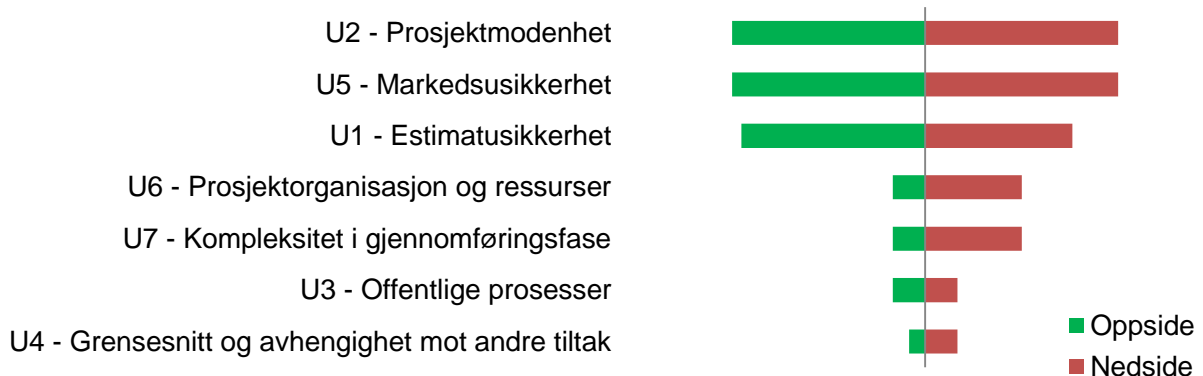 U2 - Prosjektmodenhet
U5 - Markedsusikkerhet
U1 - Estimatusikkerhet
U6 - Prosjektorganisasjon og ressurser
U7 - Kompleksitet i gjennomføringsfase
U3 - Offentlige prosesser
U4 - Grensesnitt og avhengighet mot andre tiltak
Oppside
Nedside